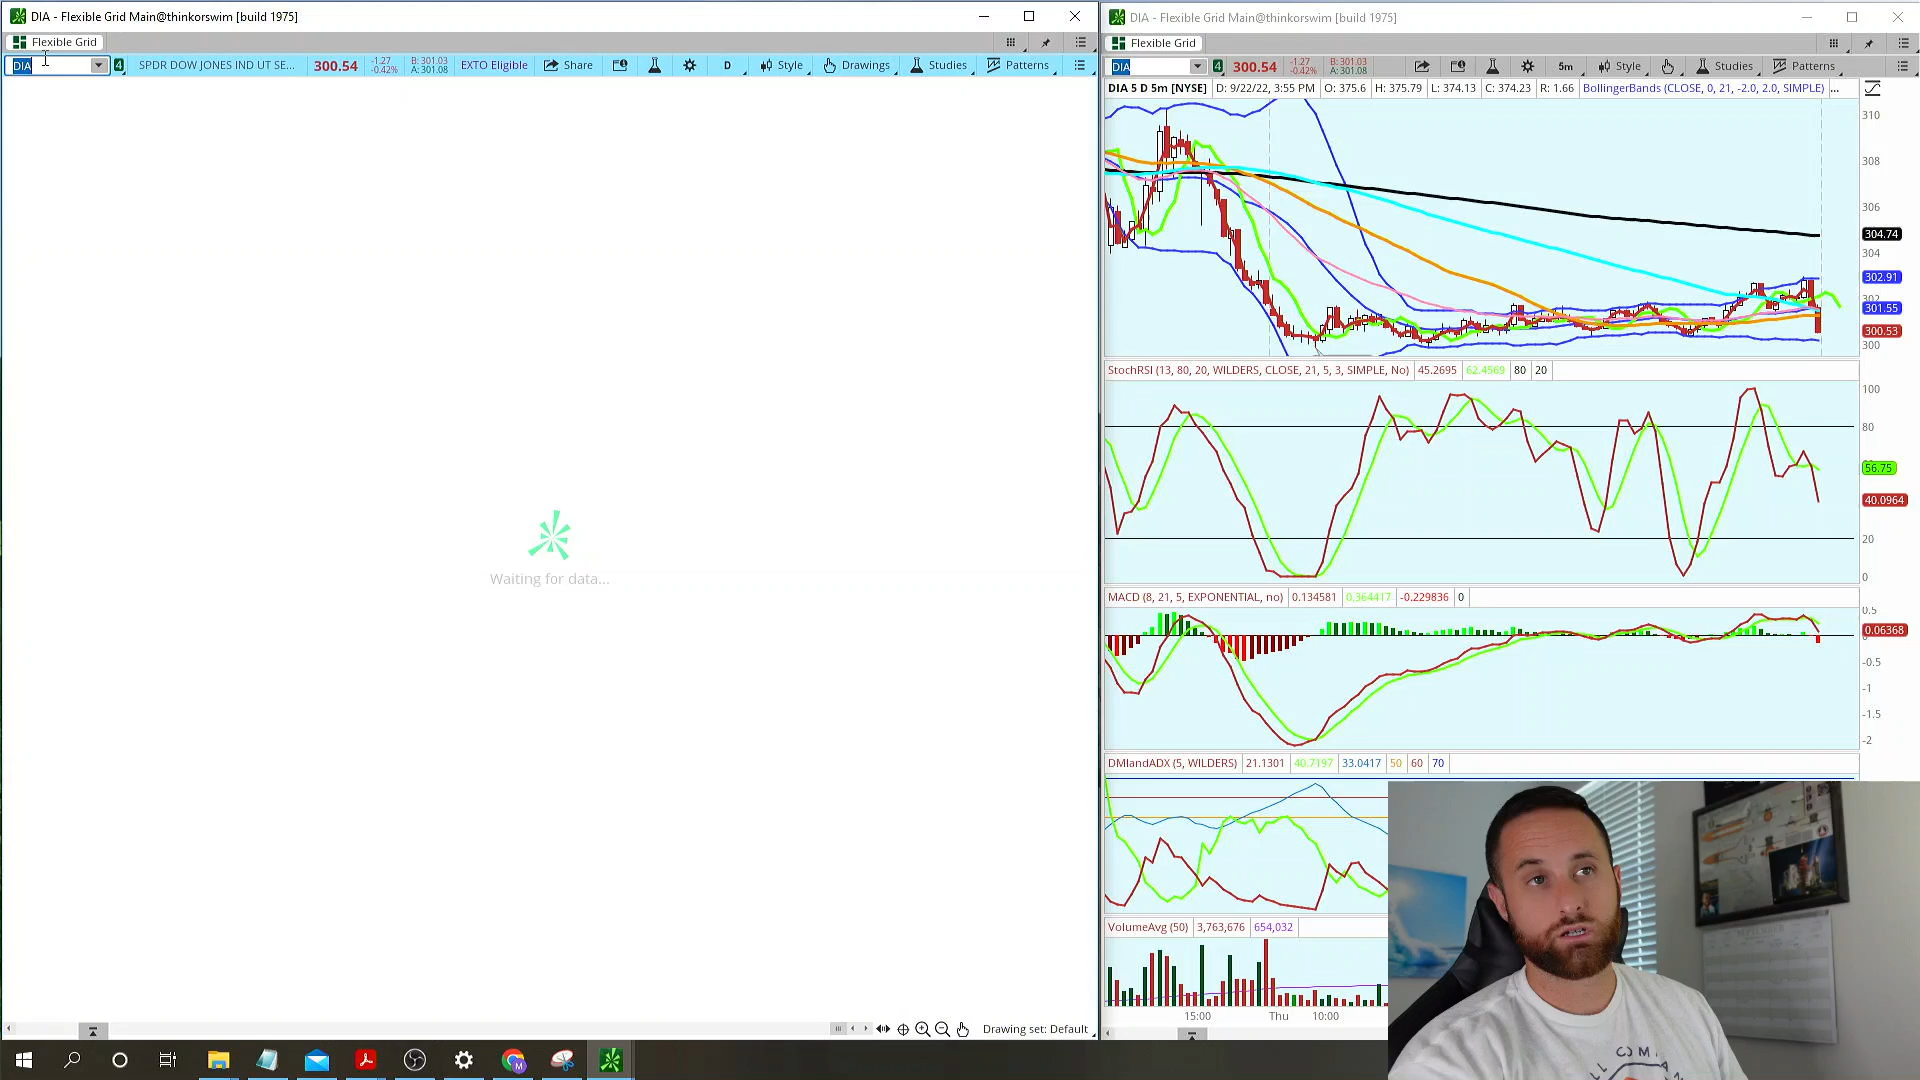 DIA - Flexible Grid Main@thinkorswim [build 1975]
Flexible Grid
DIA 4 SPDR DOW JONES IND UT SE... 300.54 -1.27 -0.42% B: 301.03 A: 301.08 EXTO Eligible Share D Style Drawings Studies Patterns
Waiting for data...
Drawing set: Default
DIA - Flexible Grid Main@thinkorswim [build 1975]
Flexible Grid
DIA 4 300.54 -1.27 -0.42% B: 301.03 A: 301.08 5m Style Studies Patterns
DIA 5 D 5m [NYSE] D: 9/22/22, 3:55 PM O: 375.6 H: 375.79 L: 374.13 C: 374.23 R: 1.66 BollingerBands (CLOSE, 0, 21, -2.0, 2.0, SIMPLE) ...
310
308
306
304.74
304
302.91
302
301.55
300.53
300
StochRSI (13, 80, 20, WILDERS, CLOSE, 21, 5, 3, SIMPLE, No) 45.2695 62.4569 80 20
100
80
56.75
40.0964
20
0
MACD (8, 21, 5, EXPONENTIAL, no) 0.134581 0.364417 -0.229836 0
0.5
0.06368
-0.5
-1
-1.5
-2
DMIandADX (5, WILDERS) 21.1301 40.7197 33.0417 50 60 70
VolumeAvg (50) 3,763,676 654,032
15:00 Thu 10:00